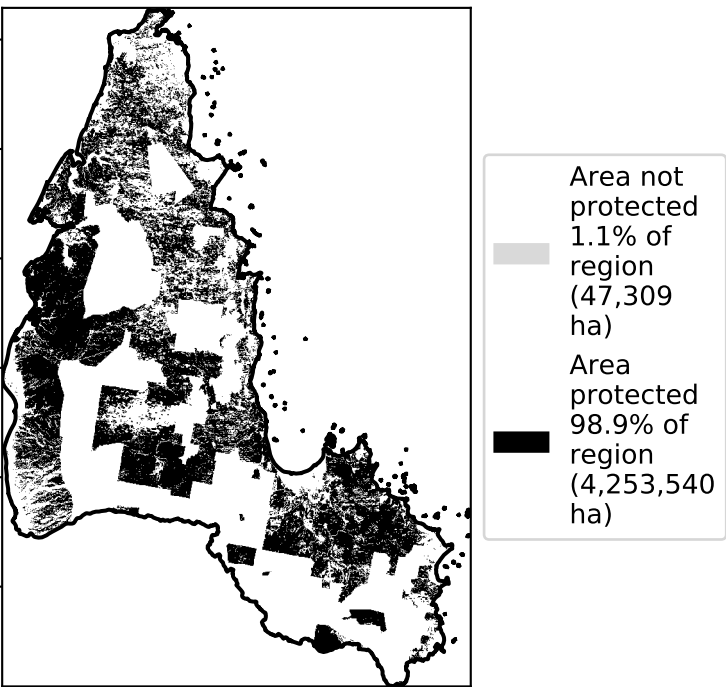 Area not
protected
1.1% of
region
(47,309
ha)
Area
protected
98.9% of
region
(4,253,540
ha)